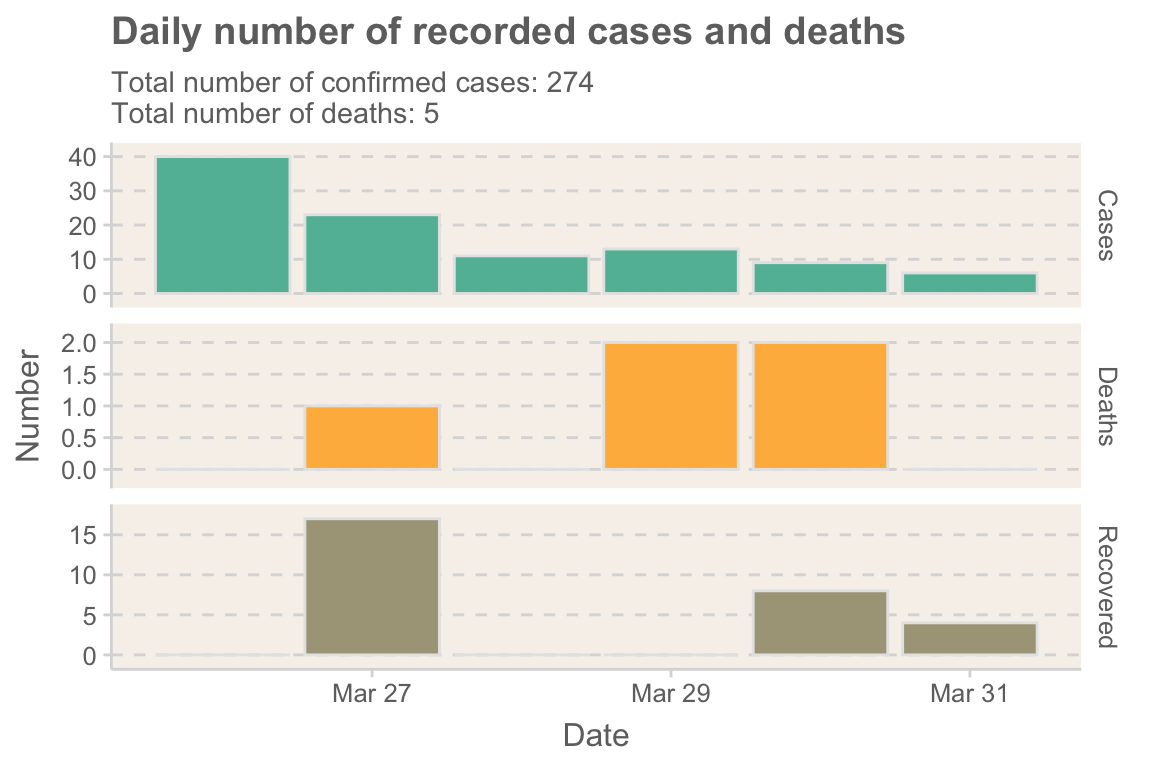 Daily number of recorded cases and deaths
Total number of confirmed cases: 274
Total number of deaths: 5
40
30
20
10
0
Cases
2.0
1.5
1.0
0.5
0.0
Deaths
Number
15
10
5
0
Recovered
Mar 27 Mar 29 Mar 31
Date